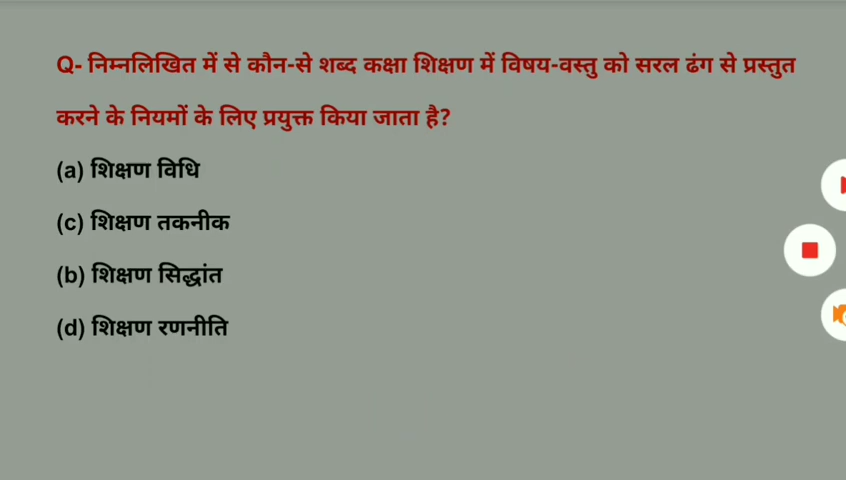 Q- निम्नलिखित में से कौन-से शब्द कक्षा शिक्षण में विषय-वस्तु को सरल ढंग से प्रस्तुत
करने के नियमों के लिए प्रयुक्त किया जाता है?
(a) शिक्षण विधि
(c) शिक्षण तकनीक
(b) शिक्षण सिद्धांत
(d) शिक्षण रणनीति